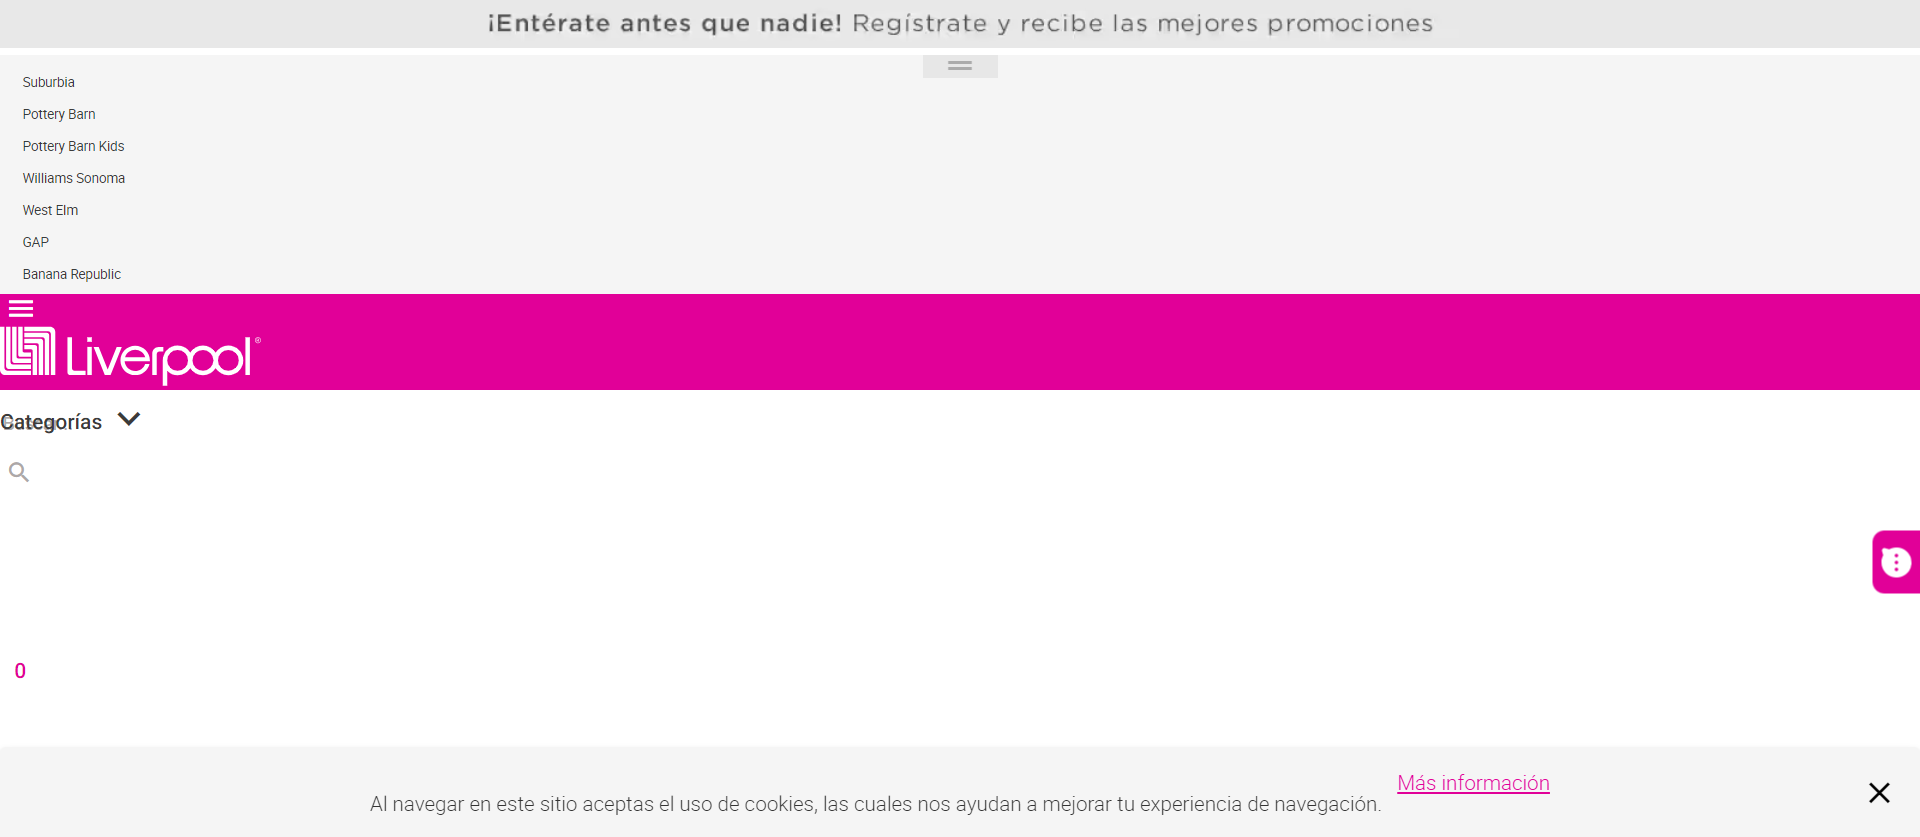 ¡Entérate antes que nadie! Regístrate y recibe las mejores promociones
Suburbia
Pottery Barn
Pottery Barn Kids
Williams Sonoma
West Elm
GAP
Banana Republic
Liverpool®
Categorías
0
Más información
Al navegar en este sitio aceptas el uso de cookies, las cuales nos ayudan a mejorar tu experiencia de navegación.